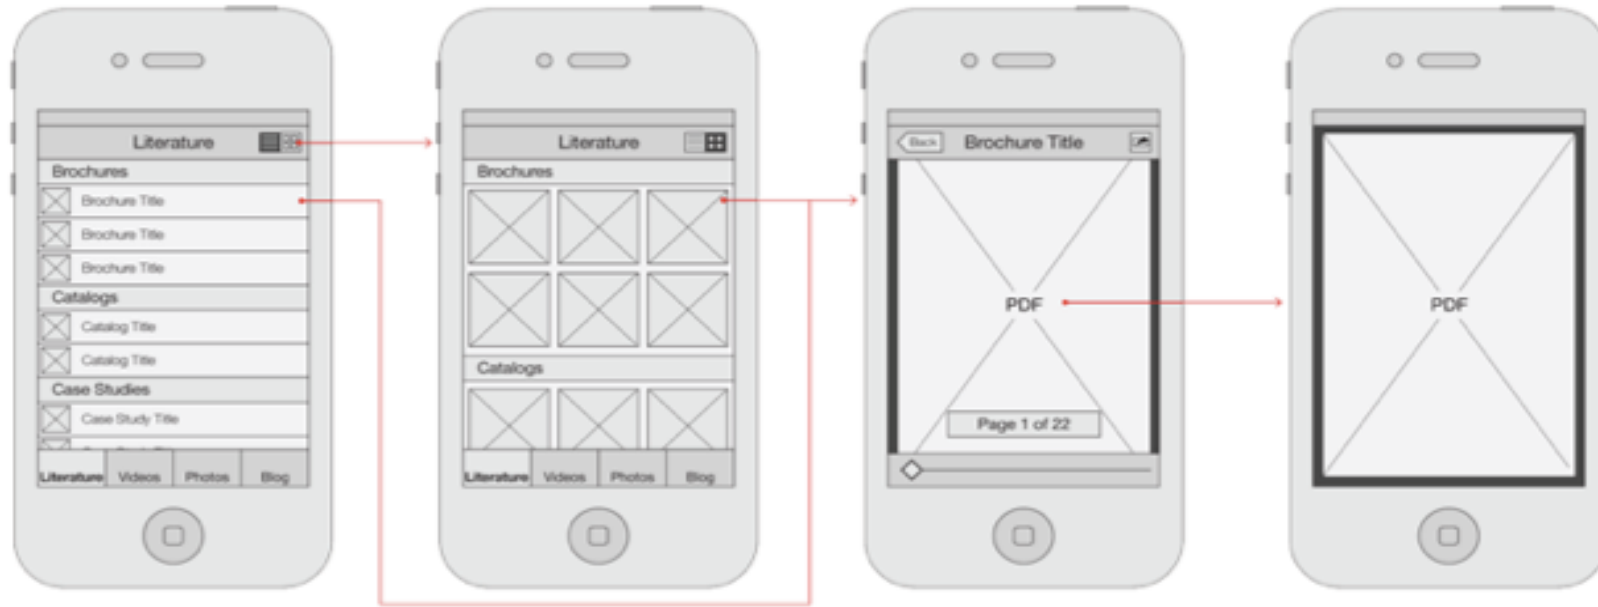 Literature
Brochures
Brochure Title
Brochure Title
Brochure Title
Catalogs
Catalog Title
Catalog Title
Case Studies
Case Study Title
Literature Videos Photos Blog
Literature
Brochures
Catalogs
Literature Videos Photos Blog
Back Brochure Title
PDF
Page 1 of 22
PDF